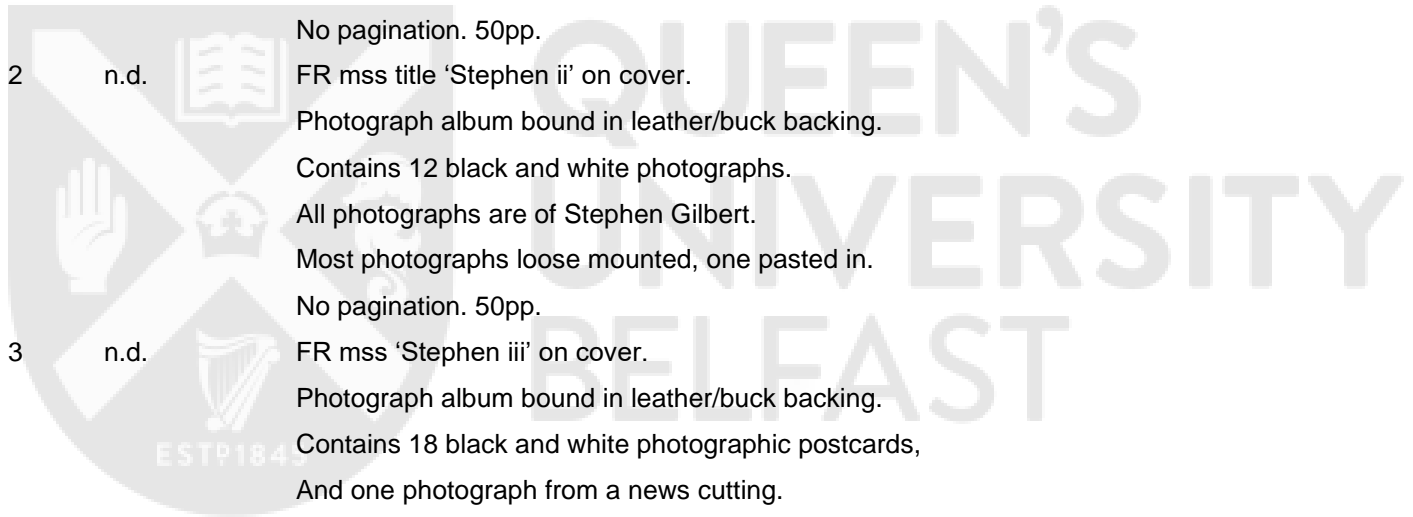 No pagination. 50pp.
2 n.d. FR mss title ‘Stephen ii’ on cover.
Photograph album bound in leather/buck backing.
Contains 12 black and white photographs.
All photographs are of Stephen Gilbert.
Most photographs loose mounted, one pasted in.
No pagination. 50pp.
3 n.d. FR mss ‘Stephen iii’ on cover.
Photograph album bound in leather/buck backing.
Contains 18 black and white photographic postcards,
And one photograph from a news cutting.
QUEEN'S
UNIVERSITY
BELFAST
ESTD1845